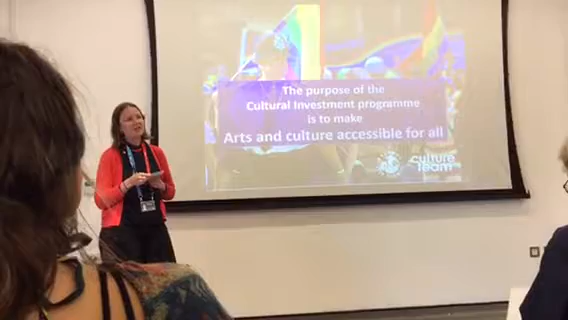 The purpose of the
Cultural Investment programme
is to make
Arts and culture accessible for all
culture
team